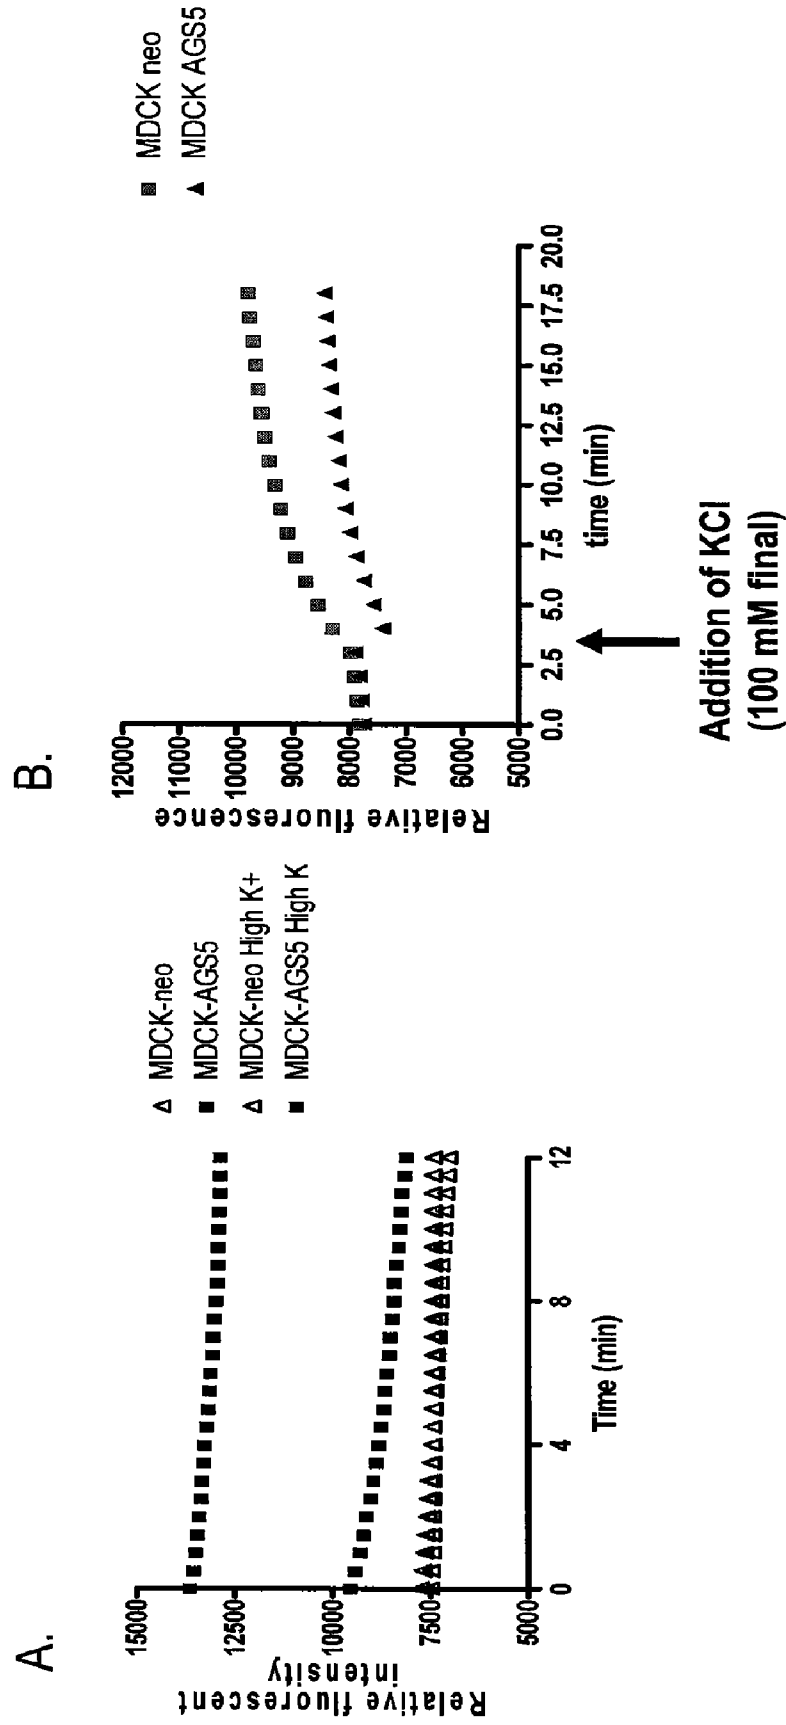 A.
Relative fluorescent
intensity
15000
12500
10000
7500
5000
0
4
8
12
Time (min)
MDCK-neo
MDCK-AGS5
MDCK-neo High K+
MDCK-AGS5 High K
B.
Relative fluorescence
12000
11000
10000
9000
8000
7000
6000
5000
0.0
2.5
5.0
7.5
10.0
12.5
15.0
17.5
20.0
time (min)
MDCK neo
MDCK AGS5
Addition of KCl
(100 mM final)